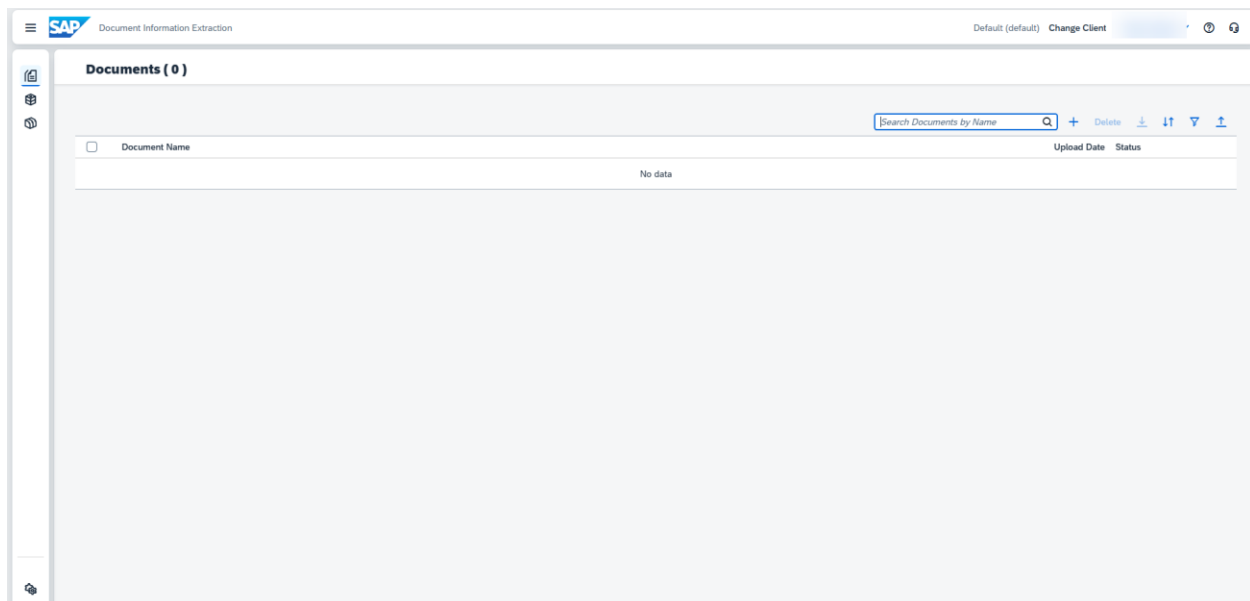 SAP Document Information Extraction Default (default) Change Client
Documents ( 0 )
Search Documents by Name Delete
Document Name Upload Date Status
No data